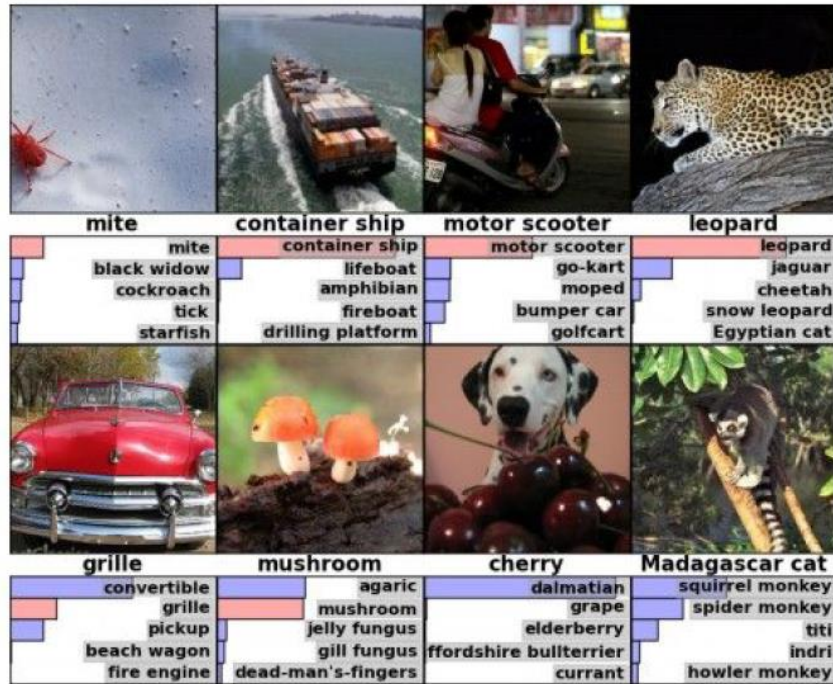 mite
container ship
motor scooter
leopard
mite
black widow
cockroach
tick
starfish
container ship
lifeboat
amphibian
fireboat
drilling platform
motor scooter
go-kart
moped
bumper car
golfcart
leopard
jaguar
cheetah
snow leopard
Egyptian cat
grille
mushroom
cherry
Madagascar cat
convertible
grille
pickup
beach wagon
fire engine
agaric
mushroom
jelly fungus
gill fungus
dead-man's-fingers
dalmatian
grape
elderberry
ffordshire bullterrier
currant
squirrel monkey
spider monkey
titi
indri
howler monkey